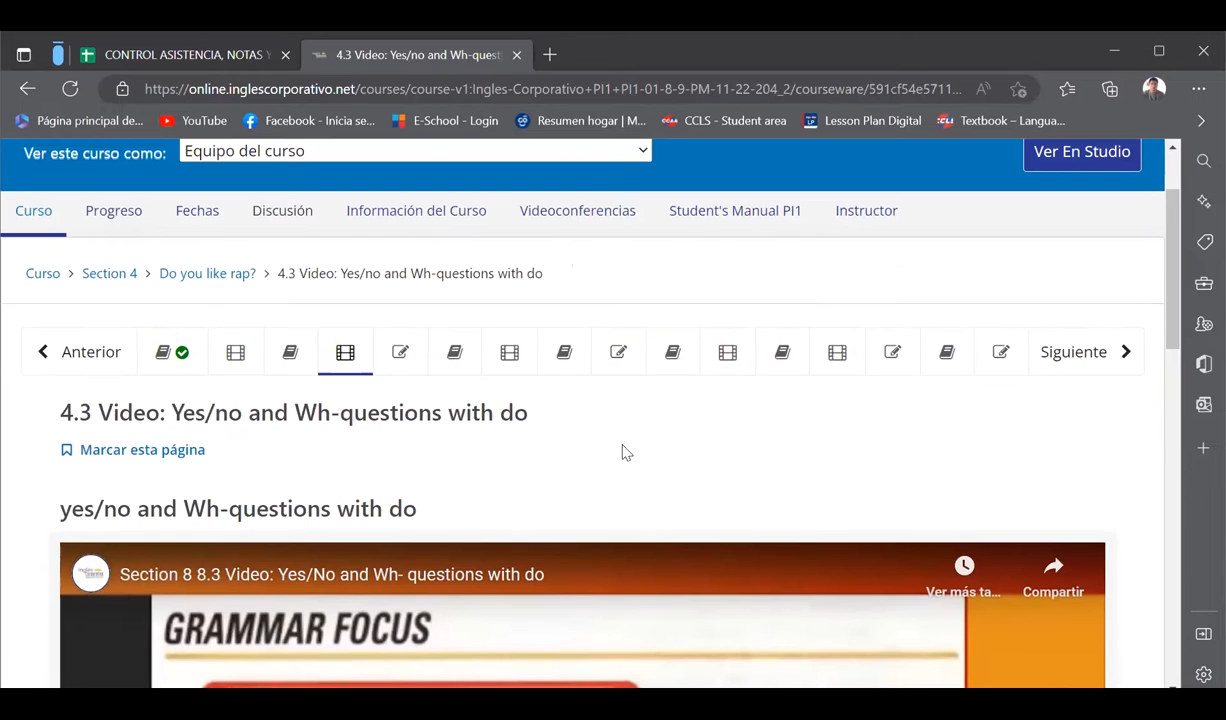 CONTROL ASISTENCIA, NOTAS Y
4.3 Video: Yes/no and Wh-quest
https://online.inglescorporativo.net/courses/course-v1:Ingles-Corporativo+PI1+PI1-01-8-9-PM-11-22-204_2/courseware/591cf54e5711...
Página principal de...
YouTube
Facebook - Inicia se...
E-School - Login
Resumen hogar | M...
CCLS - Student area
Lesson Plan Digital
Textbook – Langua...
Ver este curso como:
Equipo del curso
Ver En Studio
Curso
Progreso
Fechas
Discusión
Información del Curso
Videoconferencias
Student's Manual PI1
Instructor
Curso > Section 4 > Do you like rap? > 4.3 Video: Yes/no and Wh-questions with do
Anterior
Siguiente
4.3 Video: Yes/no and Wh-questions with do
Marcar esta página
yes/no and Wh-questions with do
Section 8 8.3 Video: Yes/No and Wh- questions with do
Ver más ta...
Compartir
GRAMMAR FOCUS